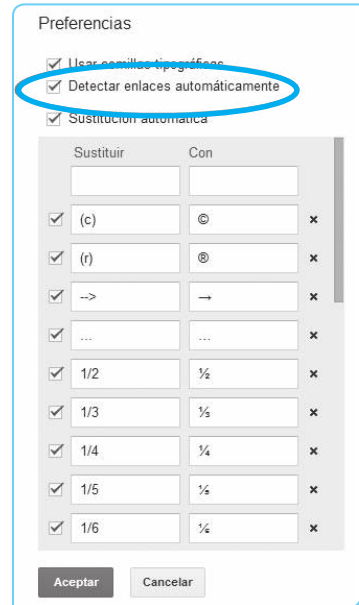 Preferencias
Usar comillas tipográficas
Detectar enlaces automáticamente
Sustitución automática
Sustituir Con
(c) ©
(r) ®
--> →
... …
1/2 ½
1/3 ⅓
1/4 ¼
1/5 ⅕
1/6 ⅙
Aceptar Cancelar